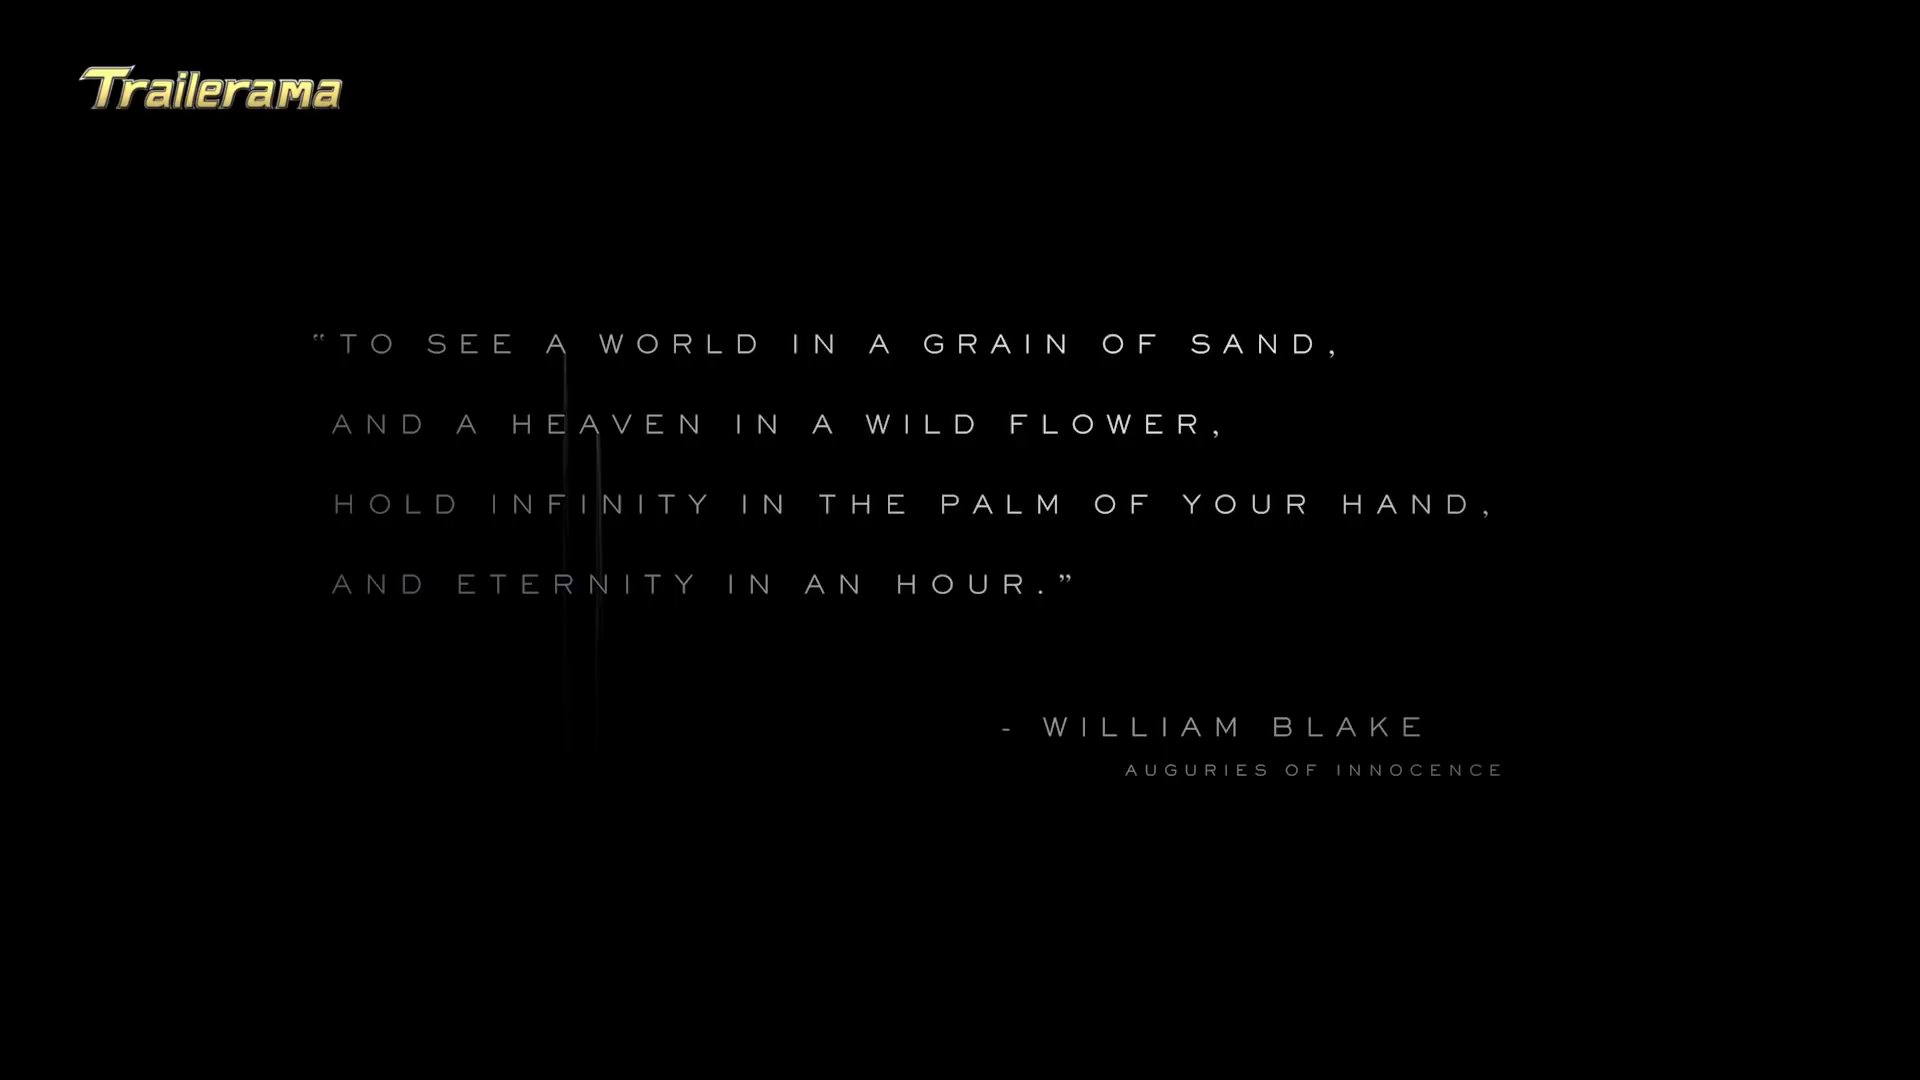 Trailerama
“TO SEE A WORLD IN A GRAIN OF SAND,
AND A HEAVEN IN A WILD FLOWER,
HOLD INFINITY IN THE PALM OF YOUR HAND,
AND ETERNITY IN AN HOUR.”
- WILLIAM BLAKE
AUGURIES OF INNOCENCE